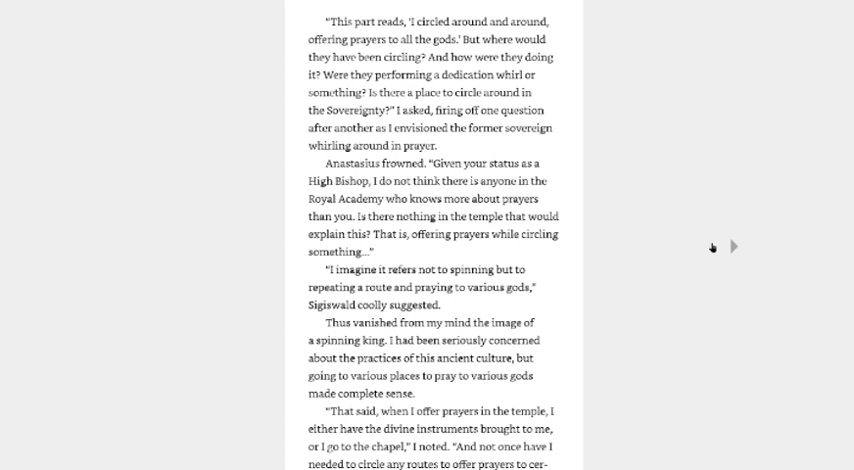 “This part reads, ‘I circled around and around,
offering prayers to all the gods.’ But where would
they have been circling? And how were they doing
it? Were they performing a dedication whirl or
something? Is there a place to circle around in
the Sovereignty?” I asked, firing off one question
after another as I envisioned the former sovereign
whirling around in prayer.
Anastasius frowned. “Given your status as a
High Bishop, I do not think there is anyone in the
Royal Academy who knows more about prayers
than you. Is there nothing in the temple that would
explain this? That is, offering prayers while circling
something...”
“I imagine it refers not to spinning but to
repeating a route and praying to various gods,”
Sigiswald coolly suggested.
Thus vanished from my mind the image of
a spinning king. I had been seriously concerned
about the practices of this ancient culture, but
going to various places to pray to various gods
made complete sense.
“That said, when I offer prayers in the temple, I
either have the divine instruments brought to me,
or I go to the chapel,” I noted. “And not once have I
needed to circle any routes to offer prayers to cer-